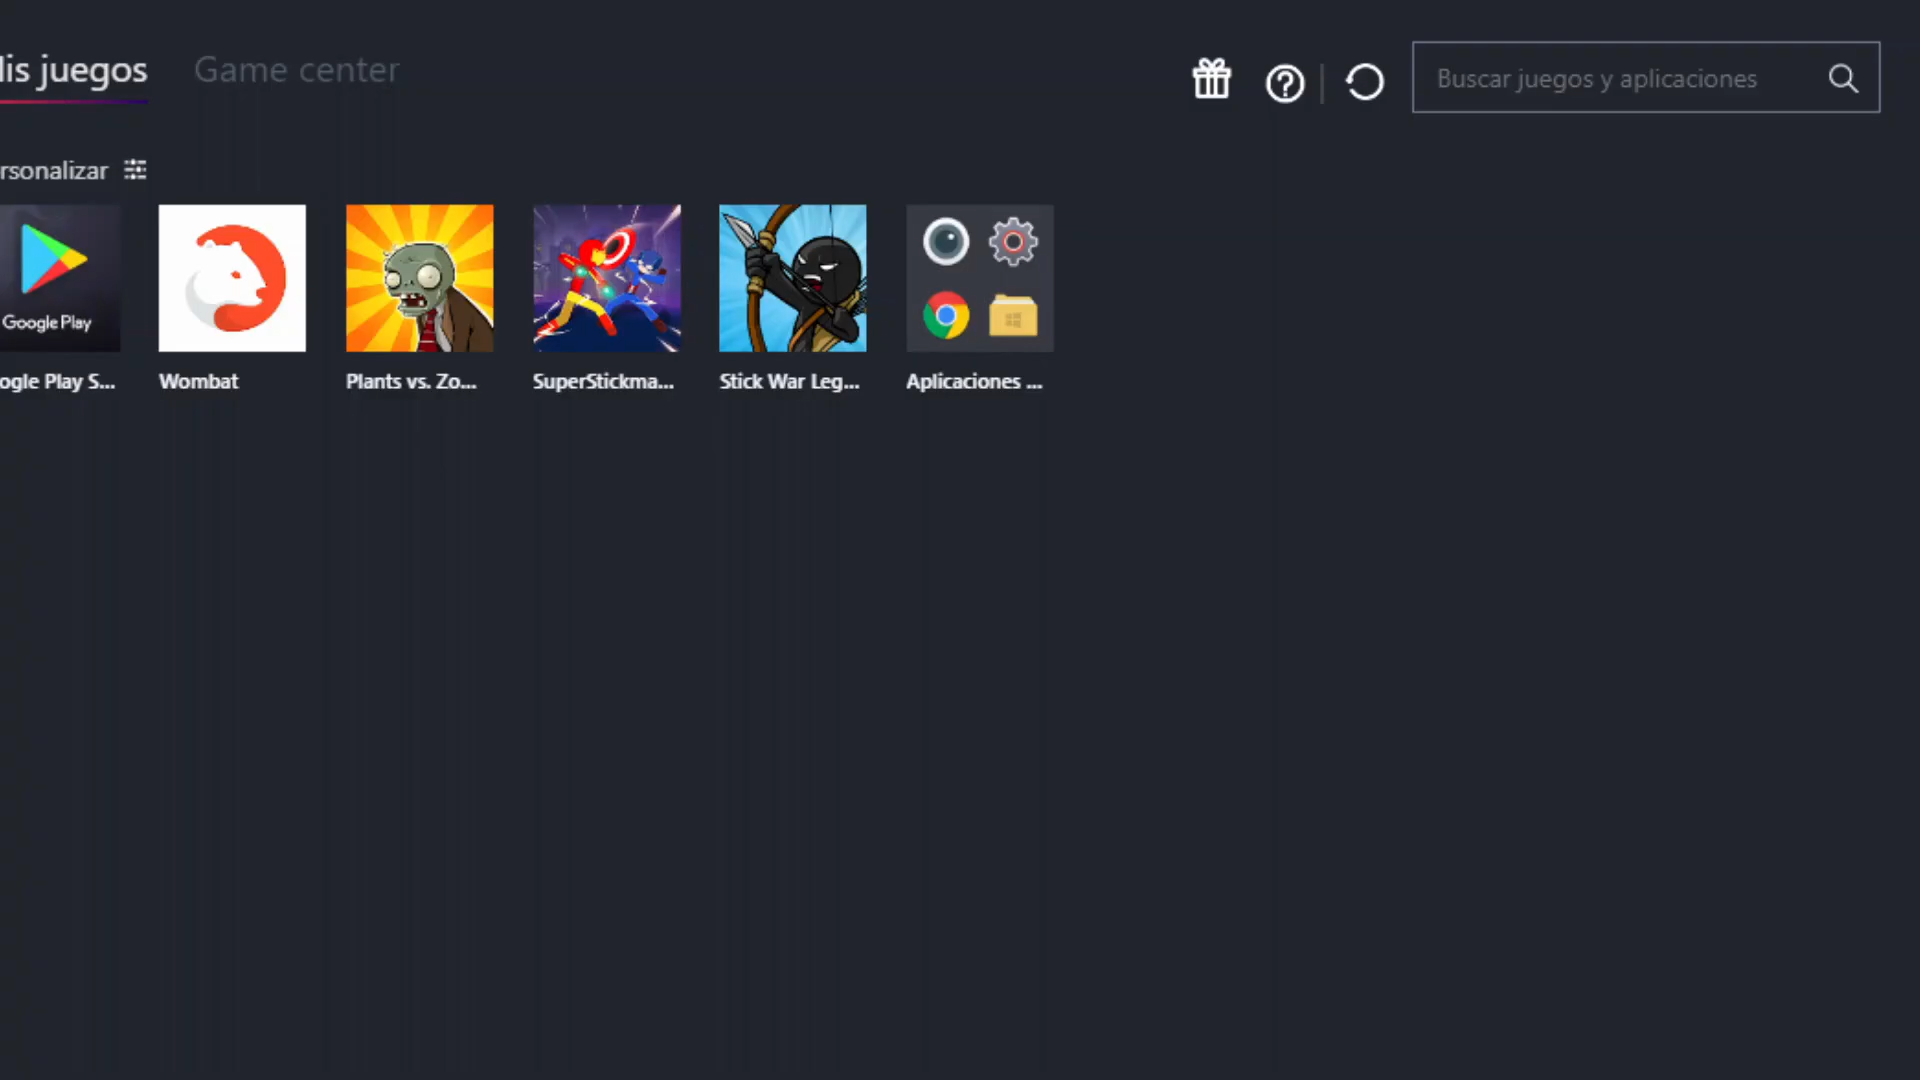 is juegos Game center Buscar juegos y aplicaciones
rsonalizar
Google Play
ogle Play S... Wombat Plants vs. Zo... SuperStickma... Stick War Leg... Aplicaciones ...